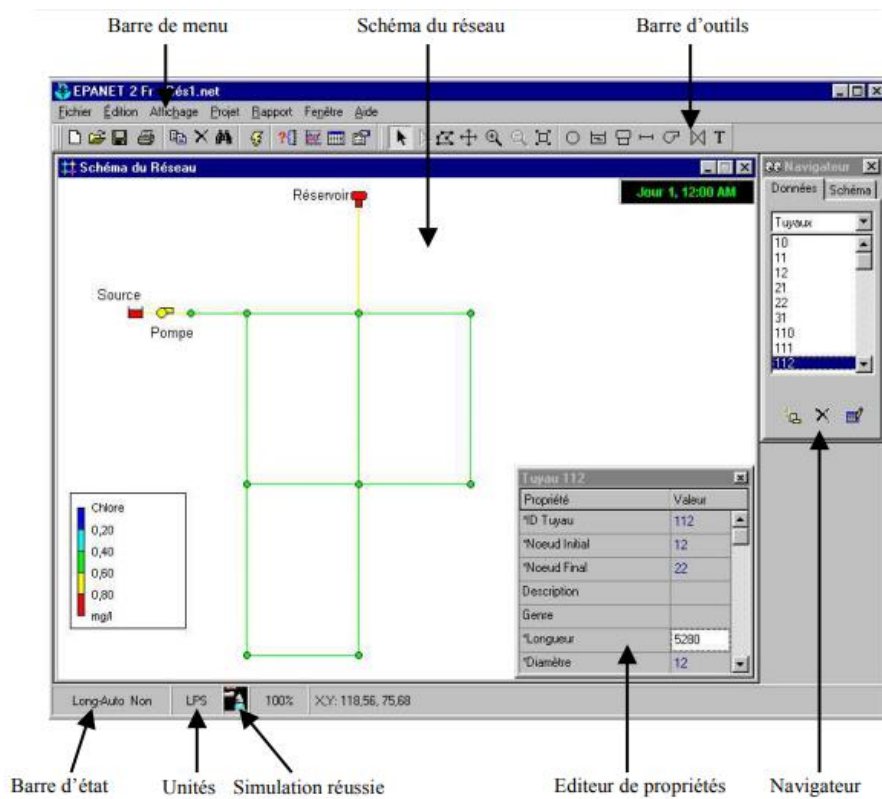 Barre de menu Schéma du réseau Barre d'outils
EPANET 2 Fr - Rés1.net
Fichier Édition Affichage Projet Rapport Fenêtre Aide
T
Schéma du Réseau
Jour 1, 12:00 AM
Réservoir
Source
Pompe
Chlore
0,20
0,40
0,60
0,80
mg/l
Navigateur
Données Schéma
Tuyaux
10
11
12
21
22
31
110
111
112
Tuyau 112
Propriété Valeur
*ID Tuyau 112
*Noeud Initial 12
*Noeud Final 22
Description
Genre
*Longueur 5280
*Diamètre 12
Long-Auto Non LPS 100% X,Y: 118,56, 75,68
Barre d'état Unités Simulation réussie Editeur de propriétés Navigateur